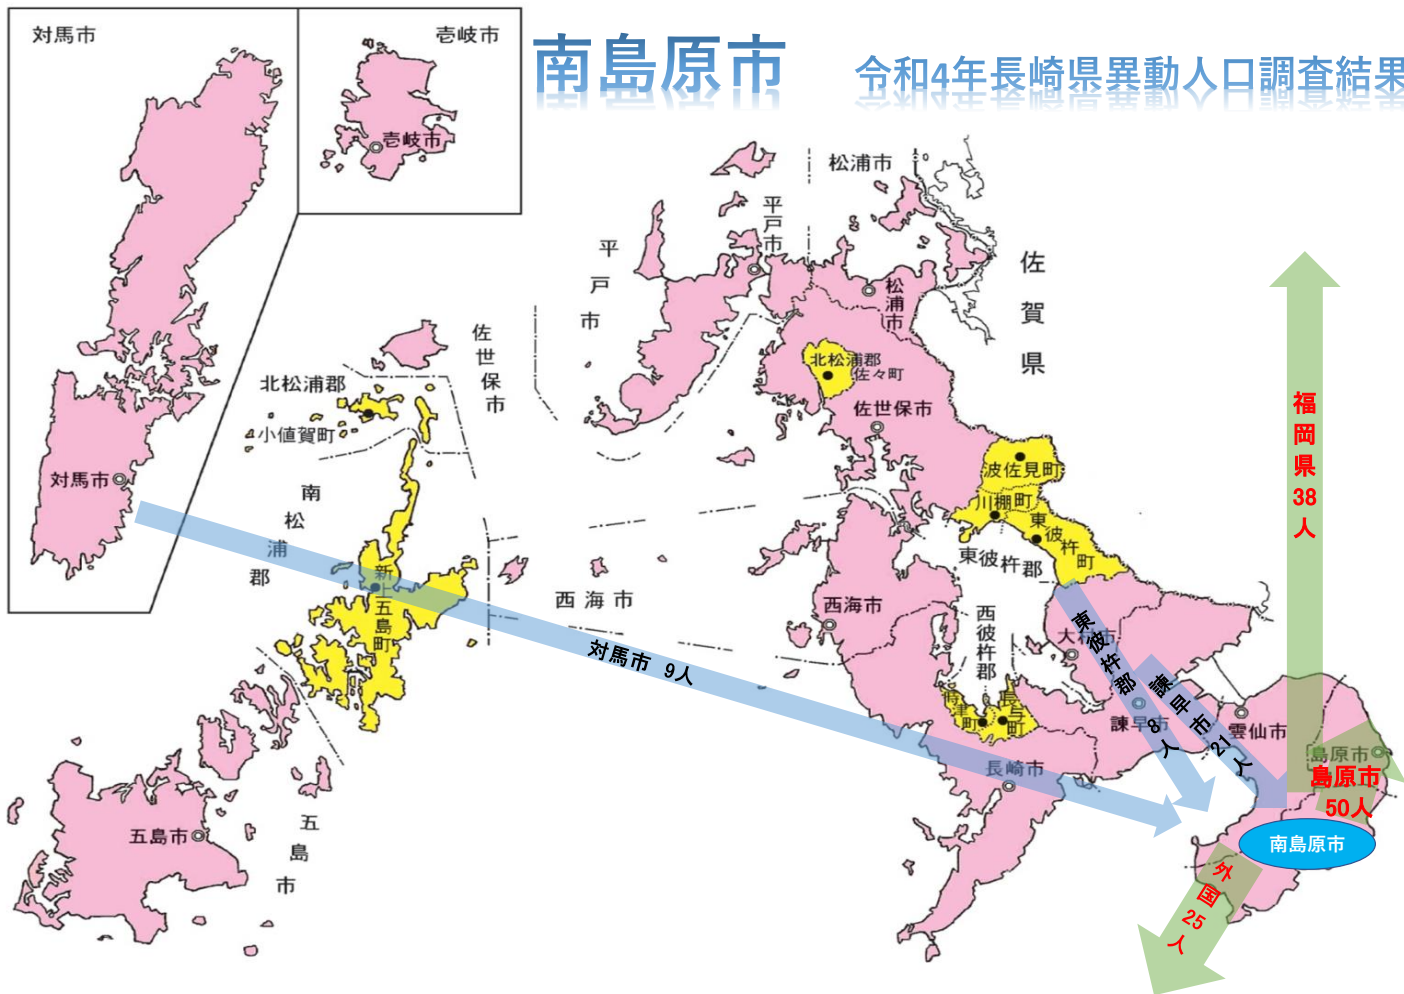 対馬市
壱岐市
南島原市
令和4年長崎県異動人口調査結果
壱岐市
松浦市
平戸市
平戸市
佐賀県
松浦市
佐世保市
北松浦郡
小値賀町
北松浦郡
佐々町
佐世保市
福岡県38人
対馬市
南松浦郡
波佐見町
川棚町
東彼杵町
東彼杵郡
新上五島町
西海市
西海市
西彼杵郡
大村市
東彼杵郡 8人
諫早市 21人
対馬市 9人
時津町
長与町
諫早市
雲仙市
島原市
島原市
50人
長崎市
五島市
五島市
南島原市
外国25人